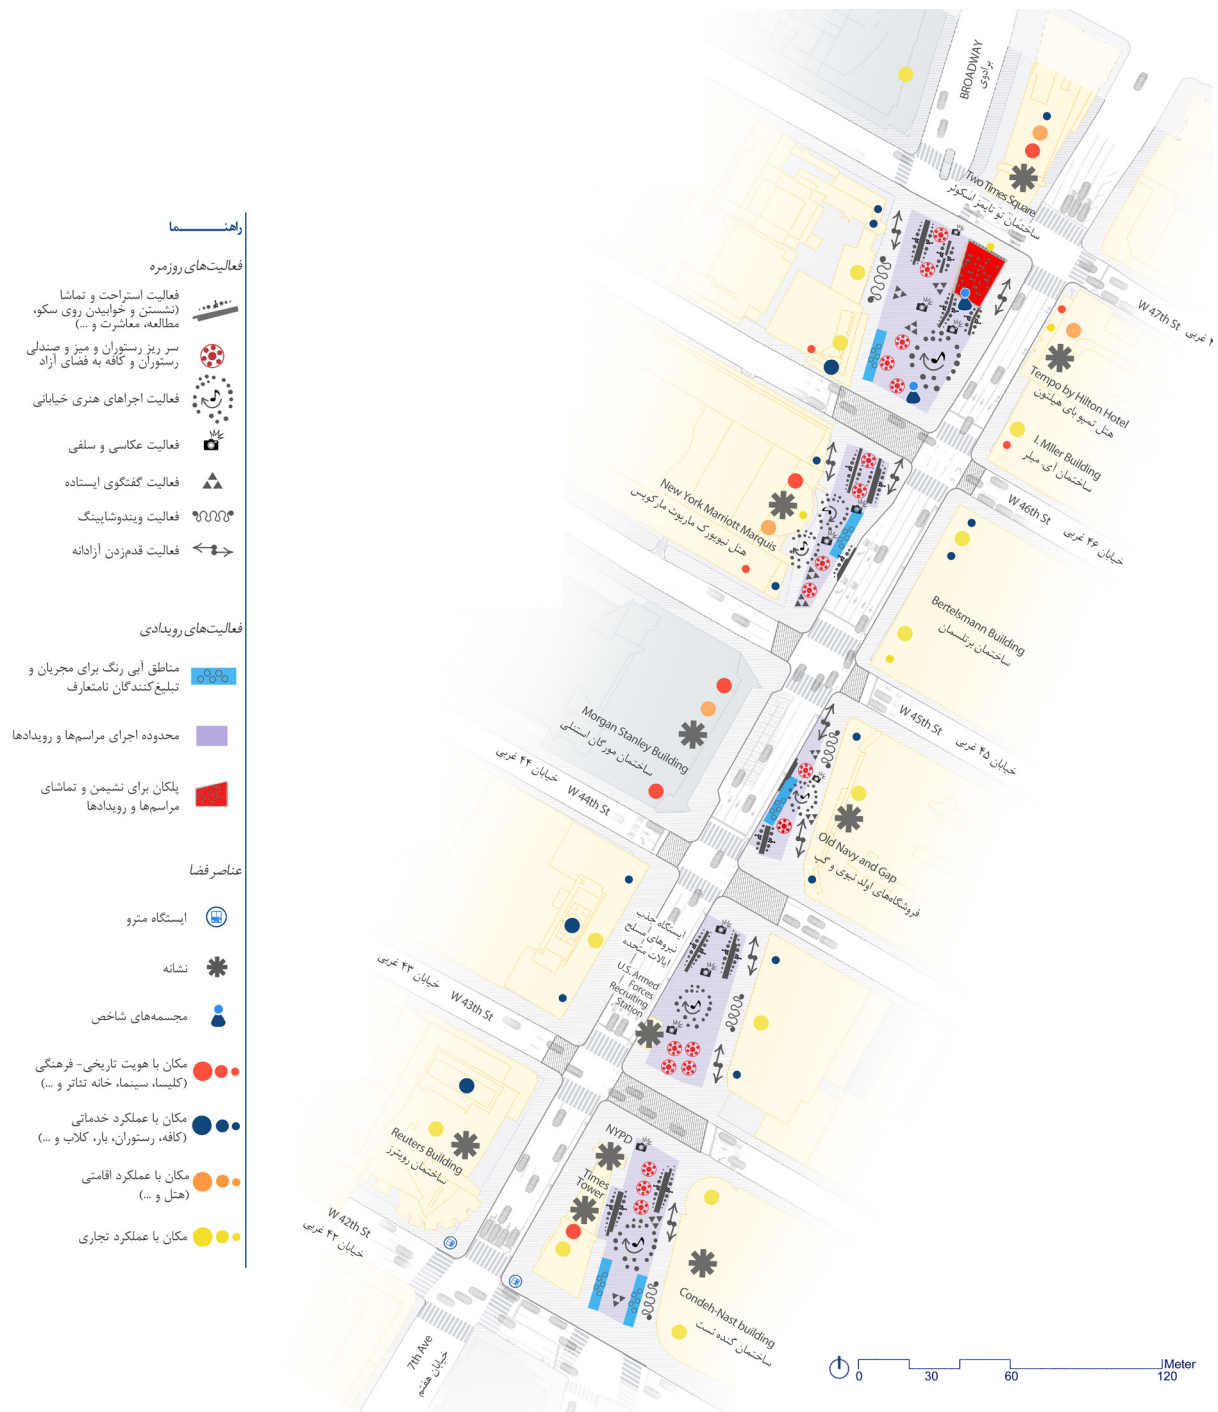 راهنما
فعالیت‌های روزمره
فعالیت استراحت و تماشا
(نشستن و خوابیدن روی سکو،
مطالعه، معاشرت و ...)
سر ریز رستوران و میز و صندلی
رستوران و کافه به فضای آزاد
فعالیت اجراهای هنری خیابانی
فعالیت عکاسی و سلفی
فعالیت گفتگوی ایستاده
فعالیت ویندوشاپینگ
فعالیت قدم‌زدن آزادانه
فعالیت‌های رویدادی
مناطق آبی رنگ برای مجریان و
تبلیغ‌کنندگان نامتعارف
محدوده اجرای مراسم‌ها و رویدادها
پلکان برای نشیمن و تماشای
مراسم‌ها و رویدادها
عناصر فضا
ایستگاه مترو
نشانه
مجسمه‌های شاخص
مکان با هویت تاریخی- فرهنگی
(کلیسا، سینما، خانه تئاتر و ...)
مکان با عملکرد خدماتی
(کافه، رستوران، بار، کلاب و ...)
مکان با عملکرد اقامتی
(هتل و ...)
مکان با عملکرد تجاری
BROADWAY
برادوی
Two Times Square
ساختمان تو تایمز اسکوئر
W 47th St
غربی
Tempo by Hilton Hotel
هتل تمپو بای هیلتون
I. Mller Building
ساختمان آی. میلر
W 46th St
خیابان ۴۶ غربی
New York Marriott Marquis
هتل نیویورک ماریوت مارکویس
Bertelsmann Building
ساختمان برتلسمان
W 45th St
خیابان ۴۵ غربی
Morgan Stanley Building
ساختمان مورگان استنلی
خیابان ۴۴ غربی
W 44th St
Old Navy and Gap
فروشگاه‌های اولد نیوی و گپ
ایستگاه جذب
نیروهای مسلح
ایالات متحده
U.S. Armed
Forces
Recruiting
Station
خیابان ۴۳ غربی
W 43th St
Reuters Building
ساختمان رویترز
NYPD
Times
Tower
W 42th St
خیابان ۴۲ غربی
Condeh-Nast building
ساختمان کنده نست
7th Ave
خیابان هفتم
0 30 60 120 Meter